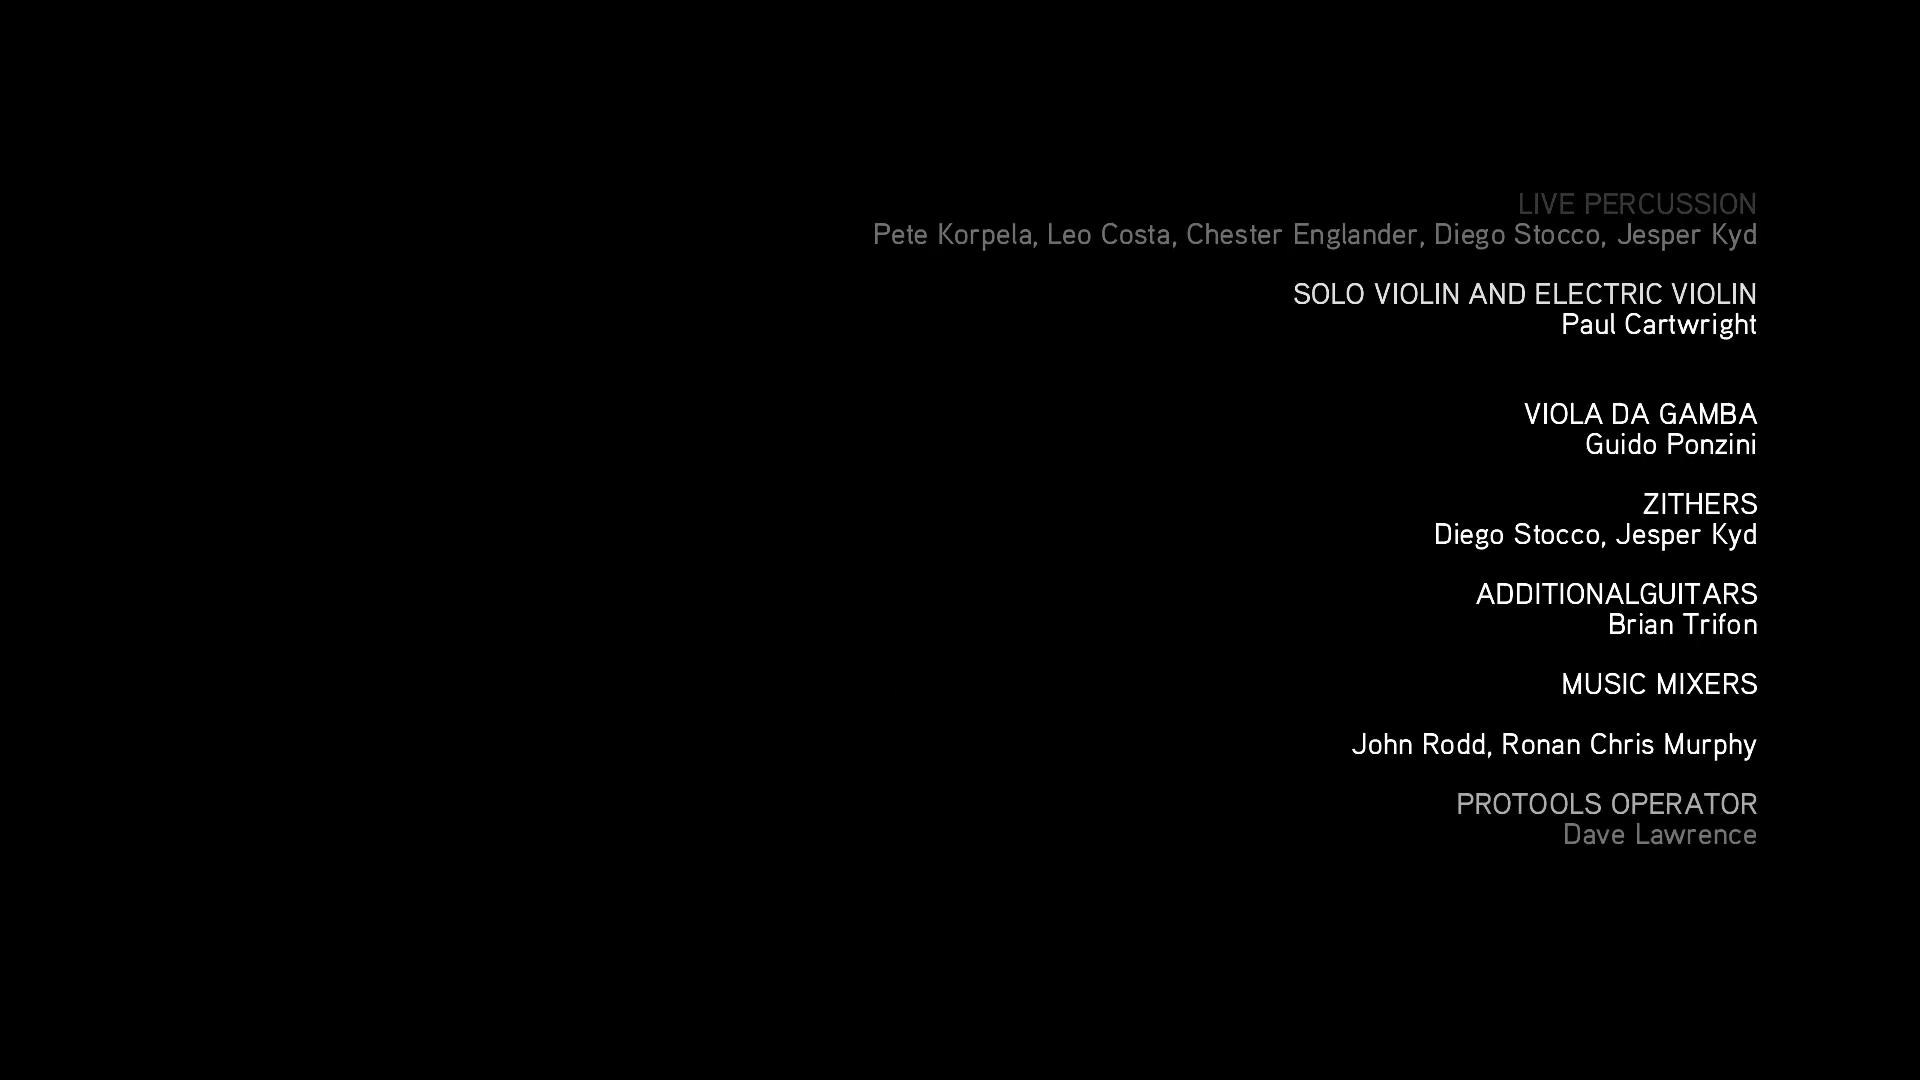 LIVE PERCUSSION
Pete Korpela, Leo Costa, Chester Englander, Diego Stocco, Jesper Kyd
SOLO VIOLIN AND ELECTRIC VIOLIN
Paul Cartwright
VIOLA DA GAMBA
Guido Ponzini
ZITHERS
Diego Stocco, Jesper Kyd
ADDITIONALGUITARS
Brian Trifon
MUSIC MIXERS
John Rodd, Ronan Chris Murphy
PROTOOLS OPERATOR
Dave Lawrence